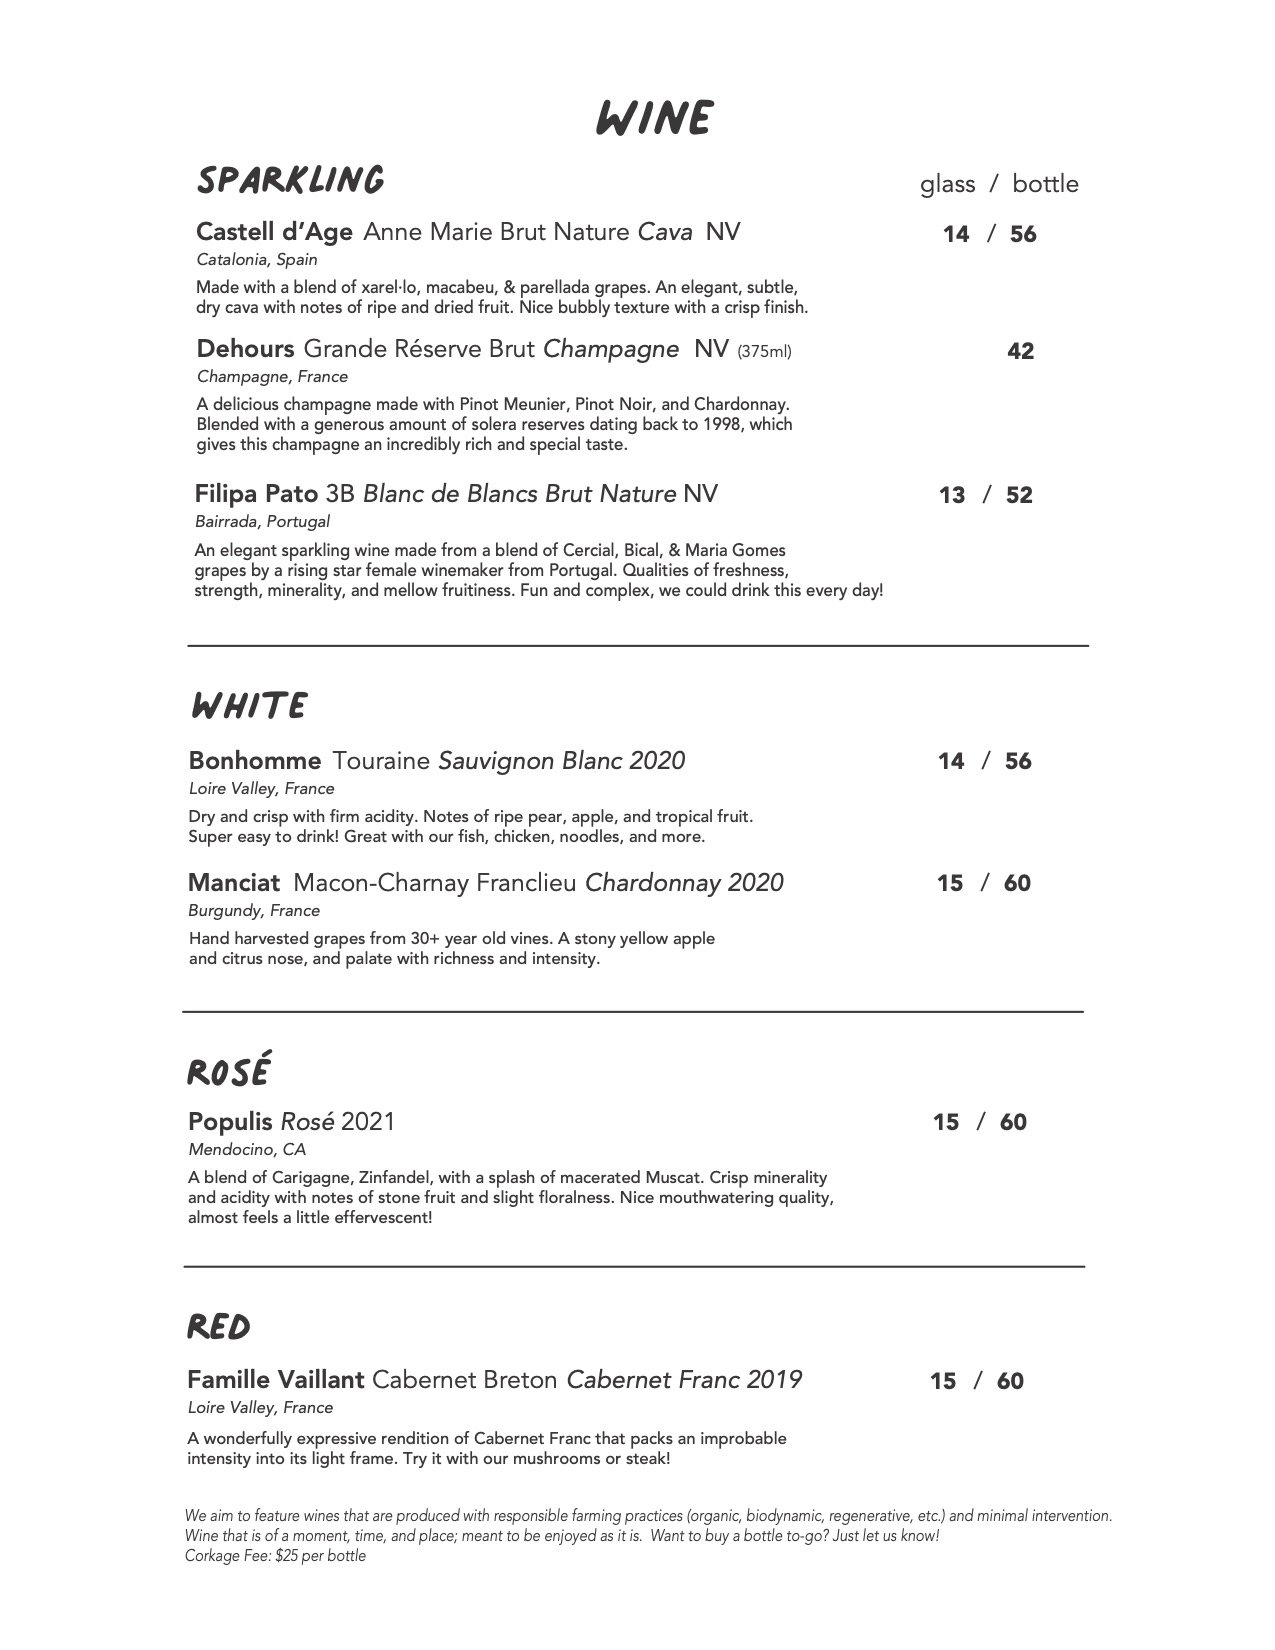 WINE
SPARKLING
glass / bottle
Castell d’Age Anne Marie Brut Nature Cava NV 14 / 56
Catalonia, Spain
Made with a blend of xarel·lo, macabeu, & parellada grapes. An elegant, subtle,
dry cava with notes of ripe and dried fruit. Nice bubbly texture with a crisp finish.
Dehours Grande Réserve Brut Champagne NV (375ml) 42
Champagne, France
A delicious champagne made with Pinot Meunier, Pinot Noir, and Chardonnay.
Blended with a generous amount of solera reserves dating back to 1998, which
gives this champagne an incredibly rich and special taste.
Filipa Pato 3B Blanc de Blancs Brut Nature NV 13 / 52
Bairrada, Portugal
An elegant sparkling wine made from a blend of Cercial, Bical, & Maria Gomes
grapes by a rising star female winemaker from Portugal. Qualities of freshness,
strength, minerality, and mellow fruitiness. Fun and complex, we could drink this every day!
WHITE
Bonhomme Touraine Sauvignon Blanc 2020 14 / 56
Loire Valley, France
Dry and crisp with firm acidity. Notes of ripe pear, apple, and tropical fruit.
Super easy to drink! Great with our fish, chicken, noodles, and more.
Manciat Macon-Charnay Franclieu Chardonnay 2020 15 / 60
Burgundy, France
Hand harvested grapes from 30+ year old vines. A stony yellow apple
and citrus nose, and palate with richness and intensity.
ROSÉ
Populis Rosé 2021 15 / 60
Mendocino, CA
A blend of Carigagne, Zinfandel, with a splash of macerated Muscat. Crisp minerality
and acidity with notes of stone fruit and slight floralness. Nice mouthwatering quality,
almost feels a little effervescent!
RED
Famille Vaillant Cabernet Breton Cabernet Franc 2019 15 / 60
Loire Valley, France
A wonderfully expressive rendition of Cabernet Franc that packs an improbable
intensity into its light frame. Try it with our mushrooms or steak!
We aim to feature wines that are produced with responsible farming practices (organic, biodynamic, regenerative, etc.) and minimal intervention.
Wine that is of a moment, time, and place; meant to be enjoyed as it is. Want to buy a bottle to-go? Just let us know!
Corkage Fee: $25 per bottle